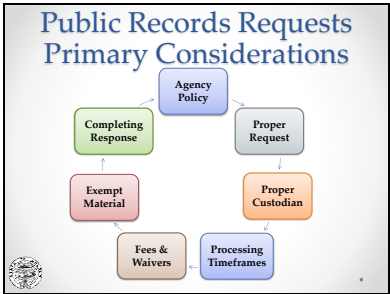 Public Records Requests
Primary Considerations
Agency
Policy
Proper
Request
Proper
Custodian
Processing
Timeframes
Fees &
Waivers
Exempt
Material
Completing
Response